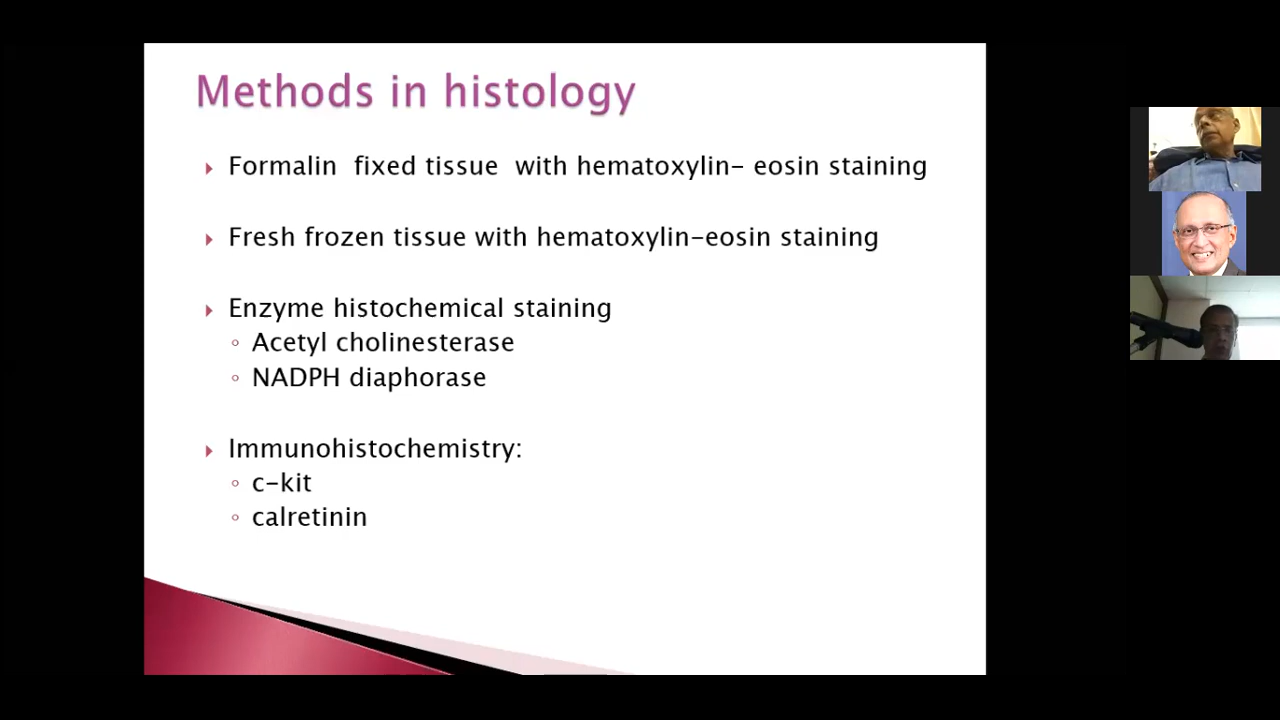 Methods in histology
Formalin fixed tissue with hematoxylin- eosin staining
Fresh frozen tissue with hematoxylin-eosin staining
Enzyme histochemical staining
Acetyl cholinesterase
NADPH diaphorase
Immunohistochemistry:
c-kit
calretinin